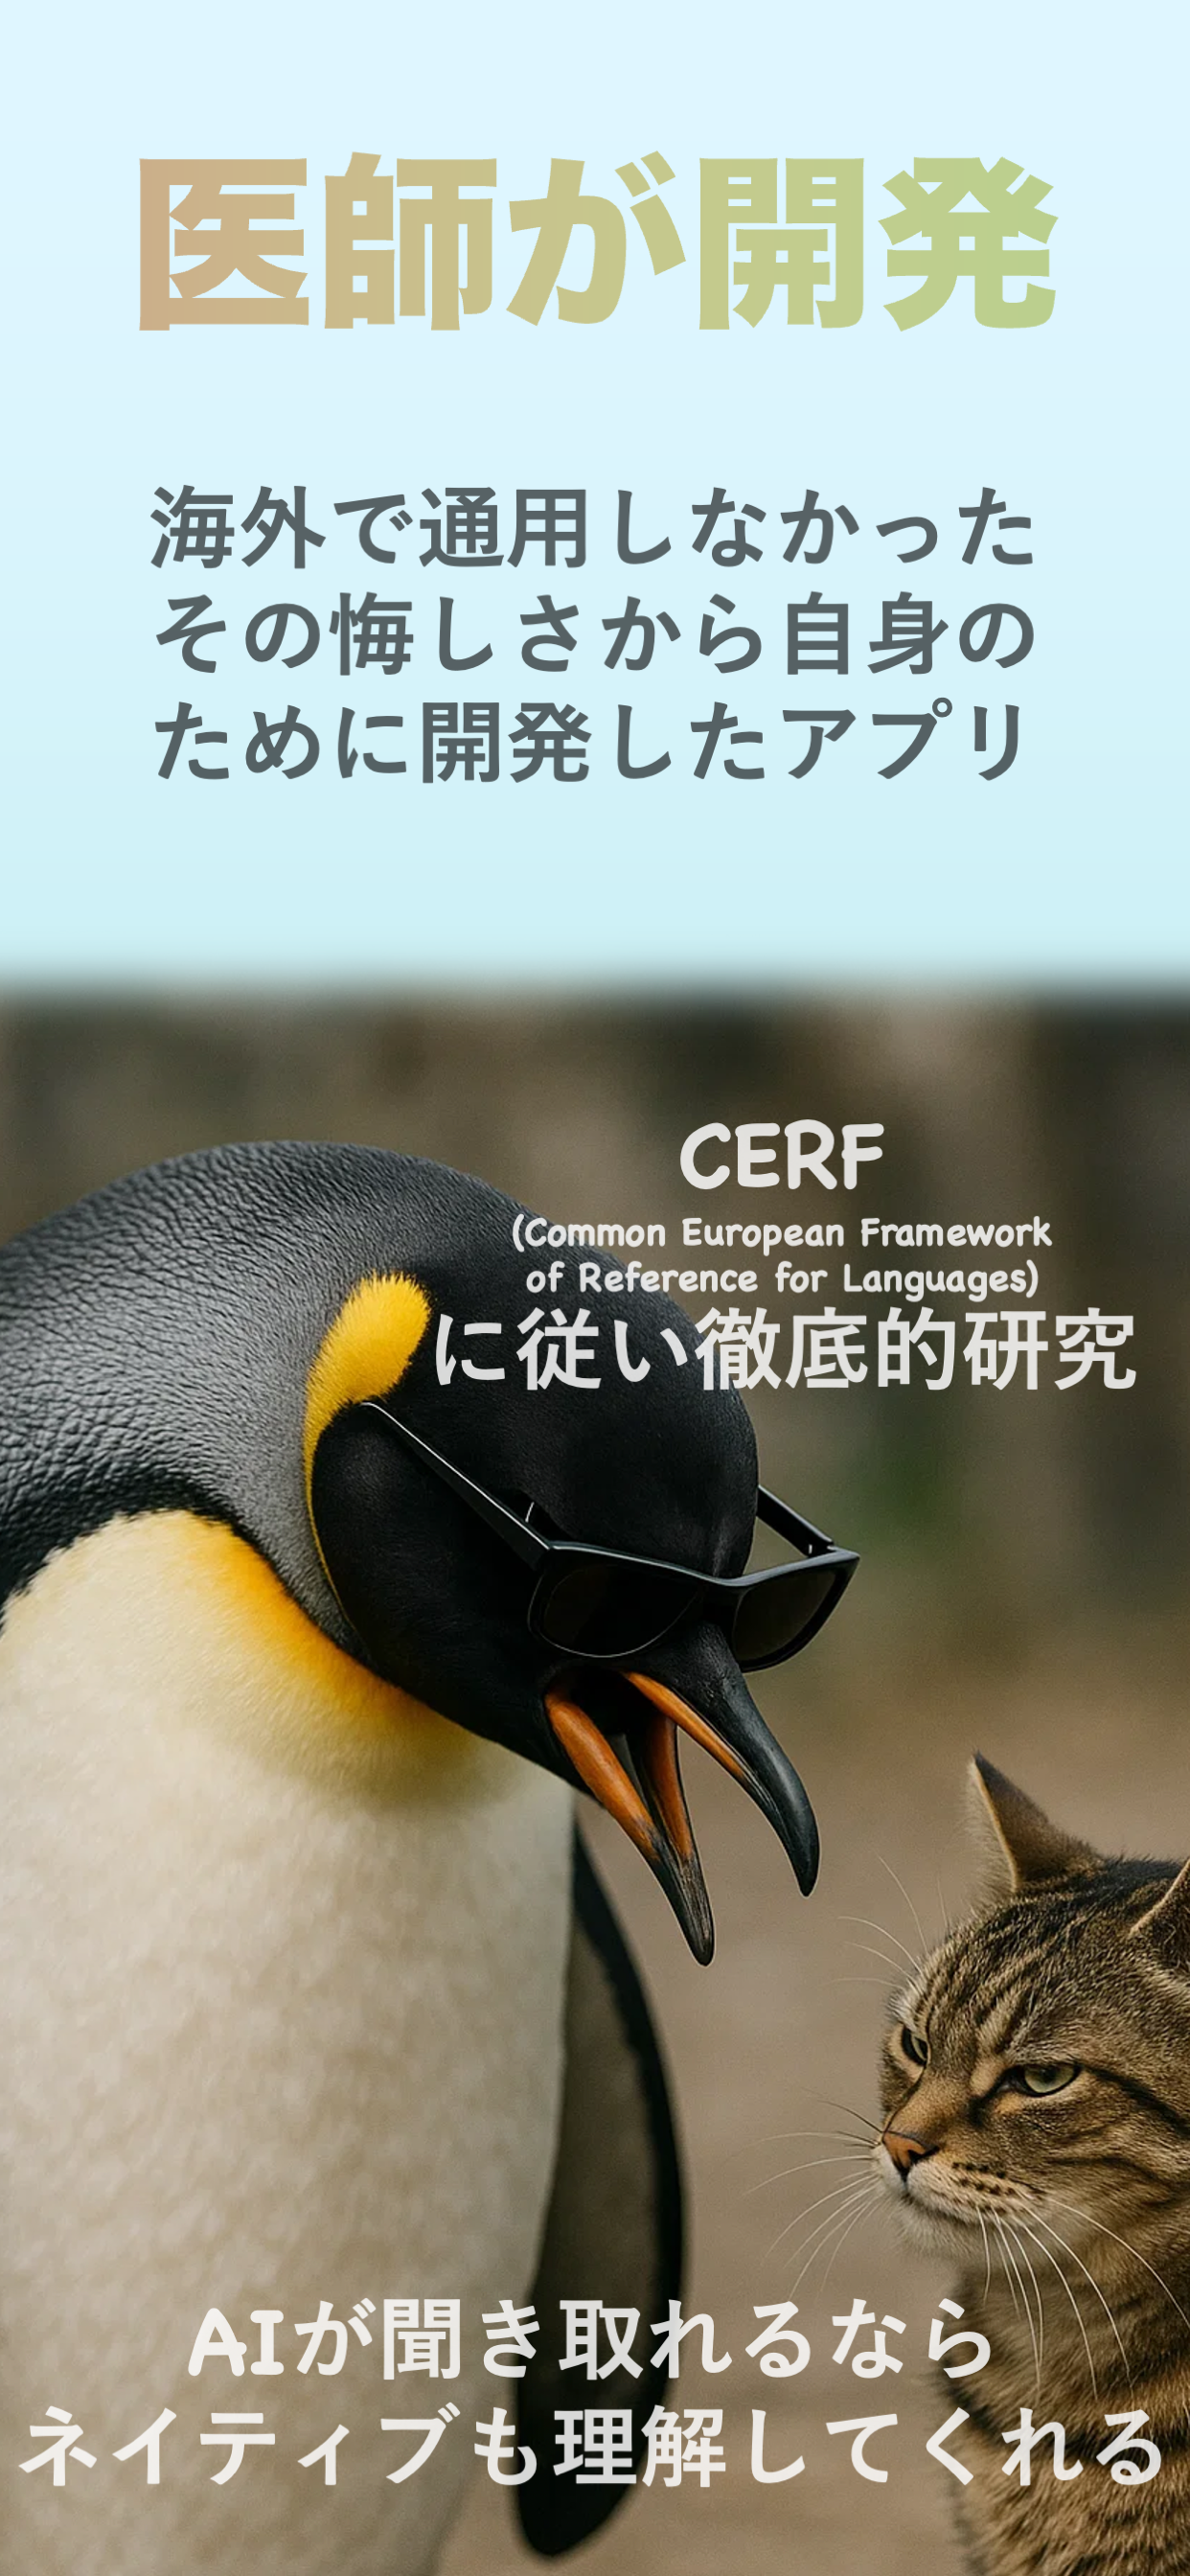 医師が開発
海外で通用しなかった
その悔しさから自身の
ために開発したアプリ
CERF
(Common European Framework
of Reference for Languages)
に従い徹底的研究
AIが聞き取れるなら
ネイティブも理解してくれる